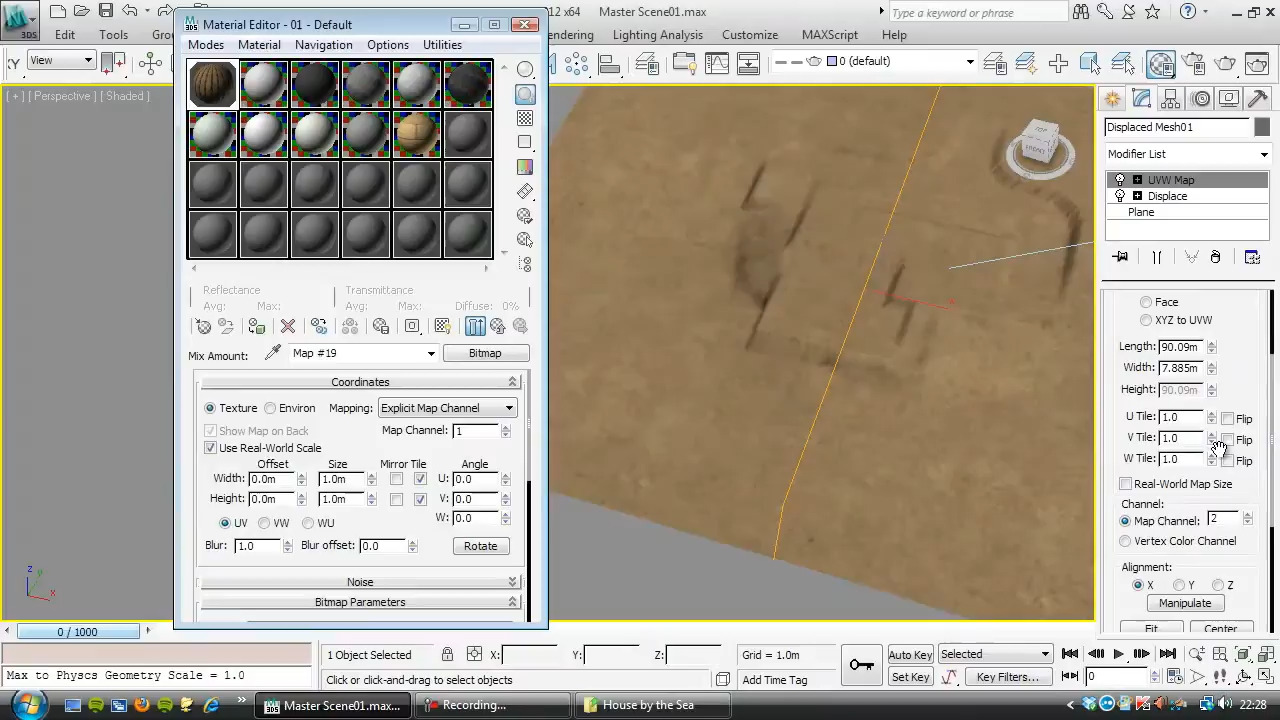 Material Editor - 01 - Default
12 x64 Master Scene01.max
Type a keyword or phrase
Edit Tools Gro
Modes Material Navigation Options Utilities
endering Lighting Analysis Customize MAXScript Help
View
0 (default)
[ + ] [ Perspective ] [ Shaded ]
TOP
FRONT
Displaced Mesh01
Modifier List
UVW Map
Displace
Plane
Reflectance
Avg: Max:
Transmittance
Avg: Max: Diffuse: 0%
Mix Amount: Map #19 Bitmap
Coordinates
Texture Environ Mapping: Explicit Map Channel
Show Map on Back Map Channel: 1
Use Real-World Scale
Offset Size Mirror Tile Angle
Width: 0.0m 1.0m U: 0.0
Height: 0.0m 1.0m V: 0.0
W: 0.0
UV VW WU
Blur: 1.0 Blur offset: 0.0 Rotate
Noise
Bitmap Parameters
Face
XYZ to UVW
Length: 90.09m
Width: 7.885m
Height: 90.09m
U Tile: 1.0 Flip
V Tile: 1.0 Flip
W Tile: 1.0 Flip
Real-World Map Size
Channel:
Map Channel: 2
Vertex Color Channel
Alignment:
X Y Z
Manipulate
Fit Center
z
y
x
0 / 1000
1 Object Selected X: Y: Z: Grid = 1.0m Auto Key Selected
Max to Physcs Geometry Scale = 1.0 Click or click-and-drag to select objects Add Time Tag Set Key Key Filters... 0
Master Scene01.max... Recording... House by the Sea 22:28